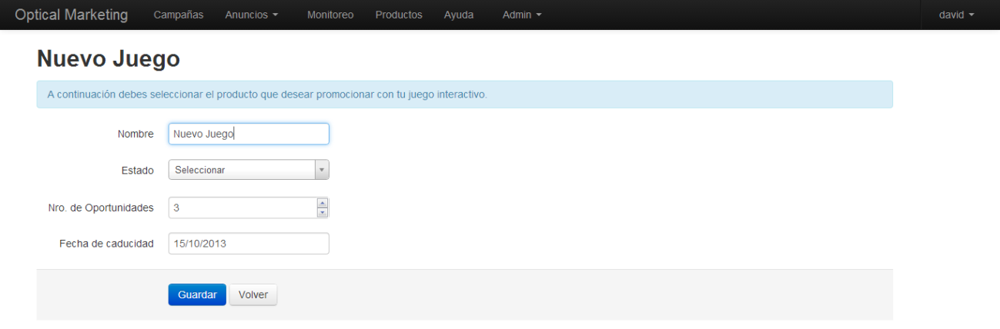 Optical Marketing Campañas Anuncios Monitoreo Productos Ayuda Admin david
Nuevo Juego
A continuación debes seleccionar el producto que desear promocionar con tu juego interactivo.
Nombre Nuevo Juego
Estado Seleccionar
Nro. de Oportunidades 3
Fecha de caducidad 15/10/2013
Guardar Volver